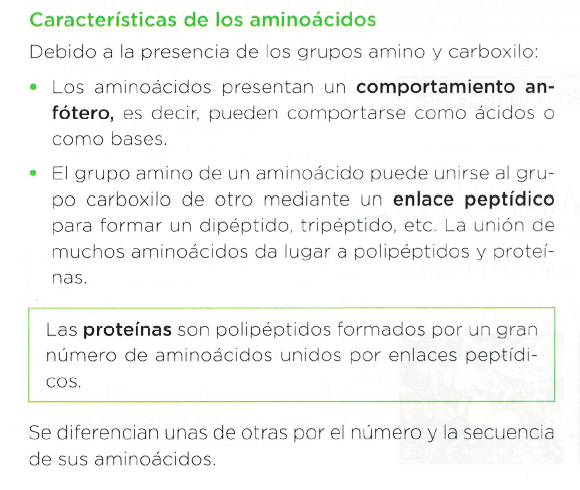 Características de los aminoácidos
Debido a la presencia de los grupos amino y carboxilo:
• Los aminoácidos presentan un comportamiento an-
fótero, es decir, pueden comportarse como ácidos o
como bases.
• El grupo amino de un aminoácido puede unirse al gru-
po carboxilo de otro mediante un enlace peptídico
para formar un dipéptido, tripéptido, etc. La unión de
muchos aminoácidos da lugar a polipéptidos y proteí-
nas.
Las proteínas son polipéptidos formados por un gran
número de aminoácidos unidos por enlaces peptídi-
cos.
Se diferencian unas de otras por el número y la secuencia
de sus aminoácidos.